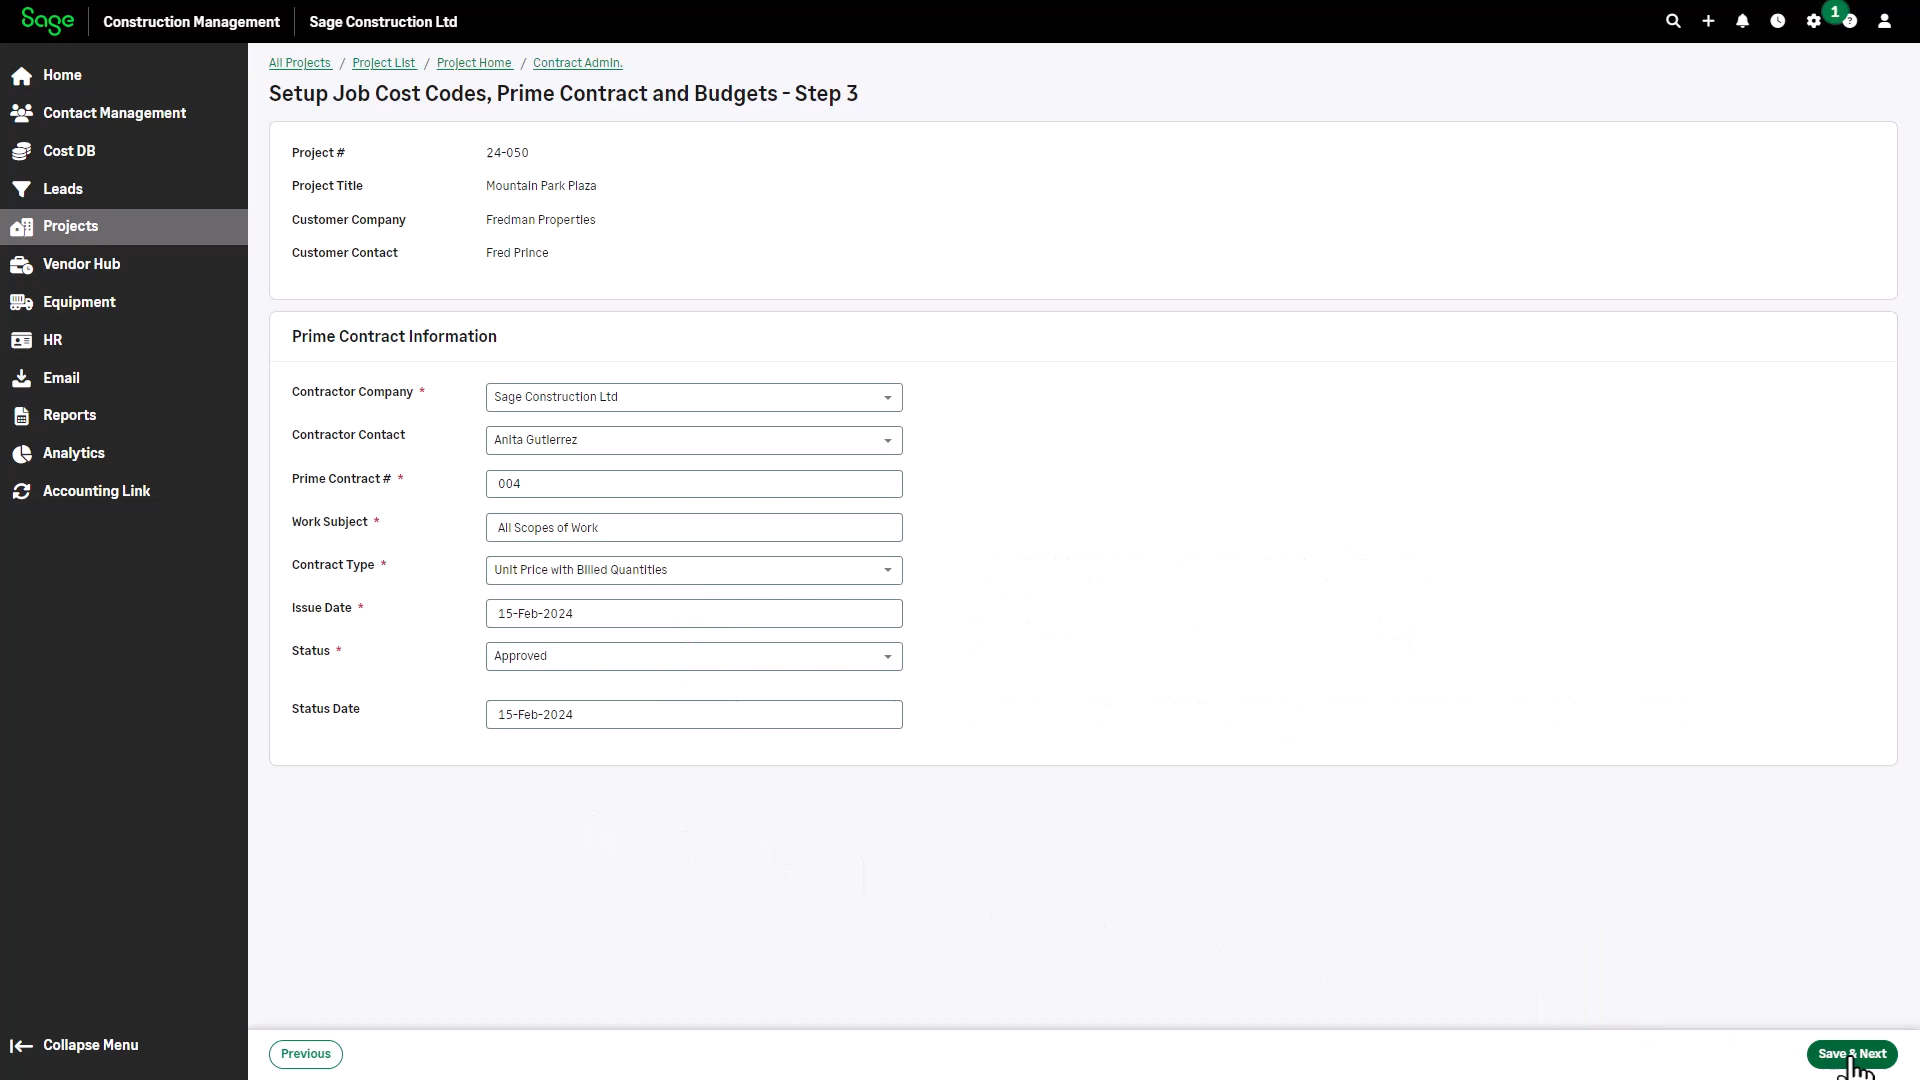 Sage Construction Management Sage Construction Ltd 1 ?
Home
Contact Management
Cost DB
Leads
Projects
Vendor Hub
Equipment
HR
Email
Reports
Analytics
Accounting Link
Collapse Menu
All Projects / Project List / Project Home / Contract Admin.
Setup Job Cost Codes, Prime Contract and Budgets - Step 3
Project # 24-050
Project Title Mountain Park Plaza
Customer Company Fredman Properties
Customer Contact Fred Prince
Prime Contract Information
Contractor Company * Sage Construction Ltd
Contractor Contact Anita Gutierrez
Prime Contract # * 004
Work Subject * All Scopes of Work
Contract Type * Unit Price with Billed Quantities
Issue Date * 15-Feb-2024
Status * Approved
Status Date 15-Feb-2024
Previous Save & Next